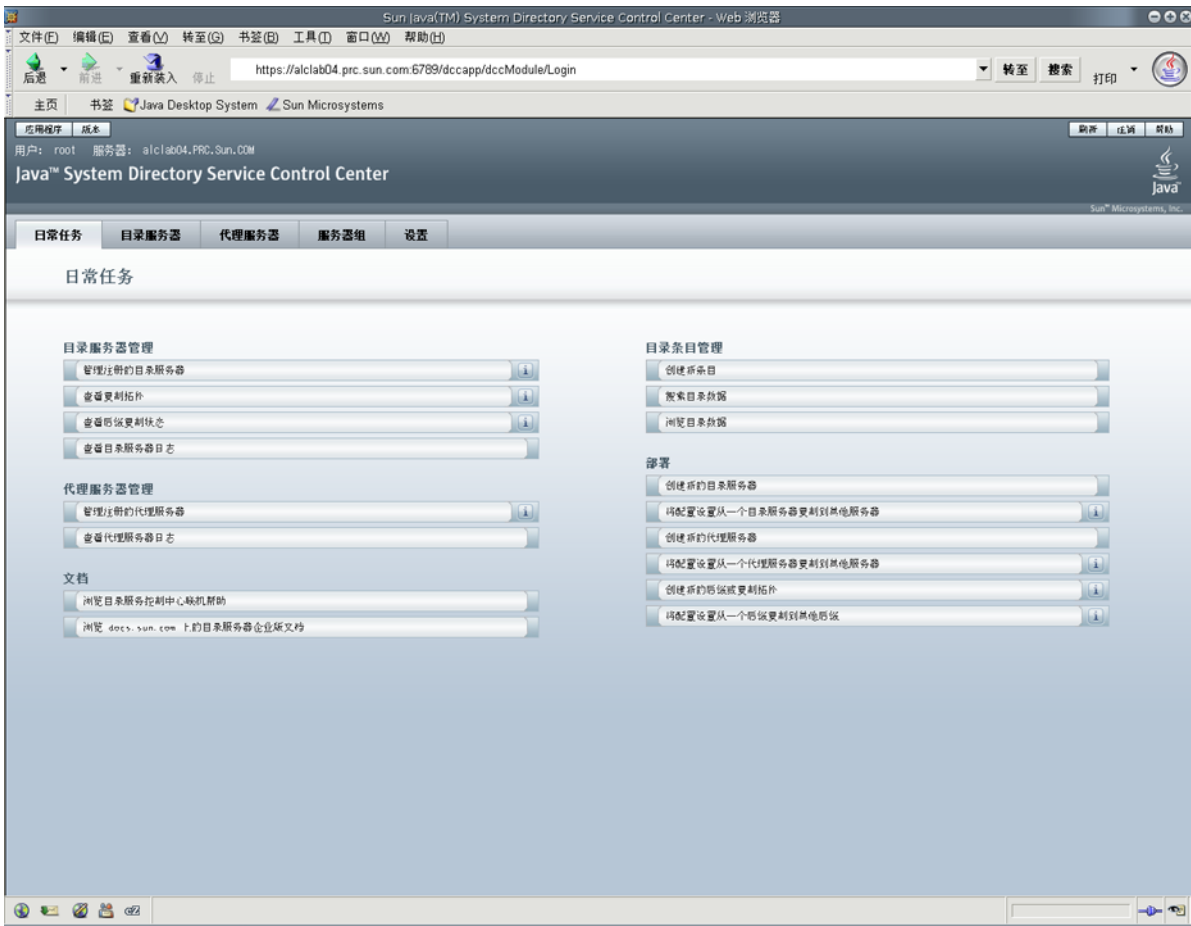 Sun Java(TM) System Directory Service Control Center - Web 浏览器
文件(F) 编辑(E) 查看(V) 转至(G) 书签(B) 工具(T) 窗口(W) 帮助(H)
后退 前进 重新装入 停止 https://alclab04.prc.sun.com:6789/dccapp/dccModule/Login 转至 搜索 打印
主页 书签 Java Desktop System Sun Microsystems
应用程序 版本 刷新 注销 帮助
用户: root 服务器: alclab04.PRC.Sun.COM
Java™ System Directory Service Control Center
Java™
Sun™ Microsystems, Inc.
日常任务 目录服务器 代理服务器 服务器组 设置
日常任务
目录服务器管理
管理注册的目录服务器
查看复制拓扑
查看后缀复制状态
查看目录服务器日志
代理服务器管理
管理注册的代理服务器
查看代理服务器日志
文档
浏览目录服务控制中心联机帮助
浏览 docs.sun.com 上的目录服务器企业版文档
目录条目管理
创建新条目
搜索目录数据
浏览目录数据
部署
创建新的目录服务器
将配置设置从一个目录服务器复制到其他服务器
创建新的代理服务器
将配置设置从一个代理服务器复制到其他服务器
创建新的后缀或复制拓扑
将配置设置从一个后缀复制到其他后缀